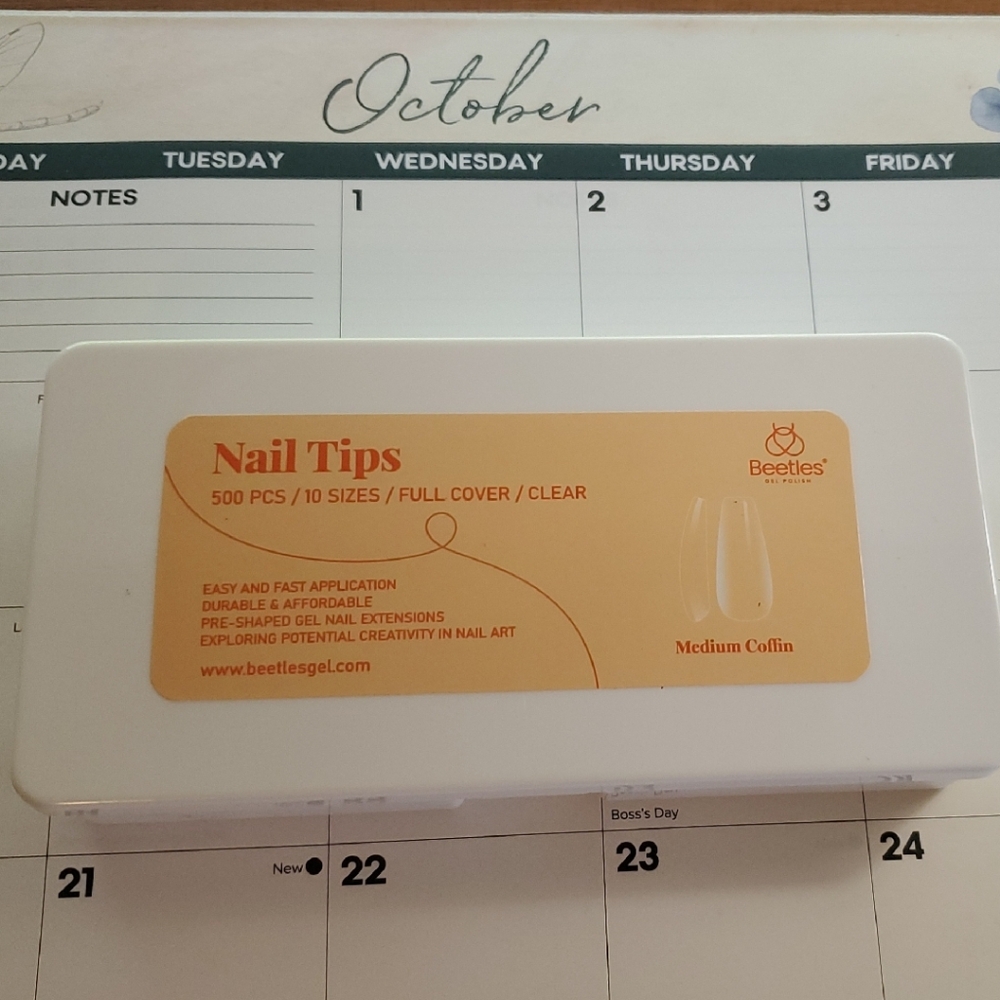 October
TUESDAY WEDNESDAY THURSDAY FRIDAY
NOTES
1 2 3
Nail Tips
500 PCS / 10 SIZES / FULL COVER / CLEAR
Beetles®
GEL POLISH
EASY AND FAST APPLICATION
DURABLE & AFFORDABLE
PRE-SHAPED GEL NAIL EXTENSIONS
EXPLORING POTENTIAL CREATIVITY IN NAIL ART
www.beetlesgel.com
Medium Coffin
Boss's Day
21 New 22 23 24